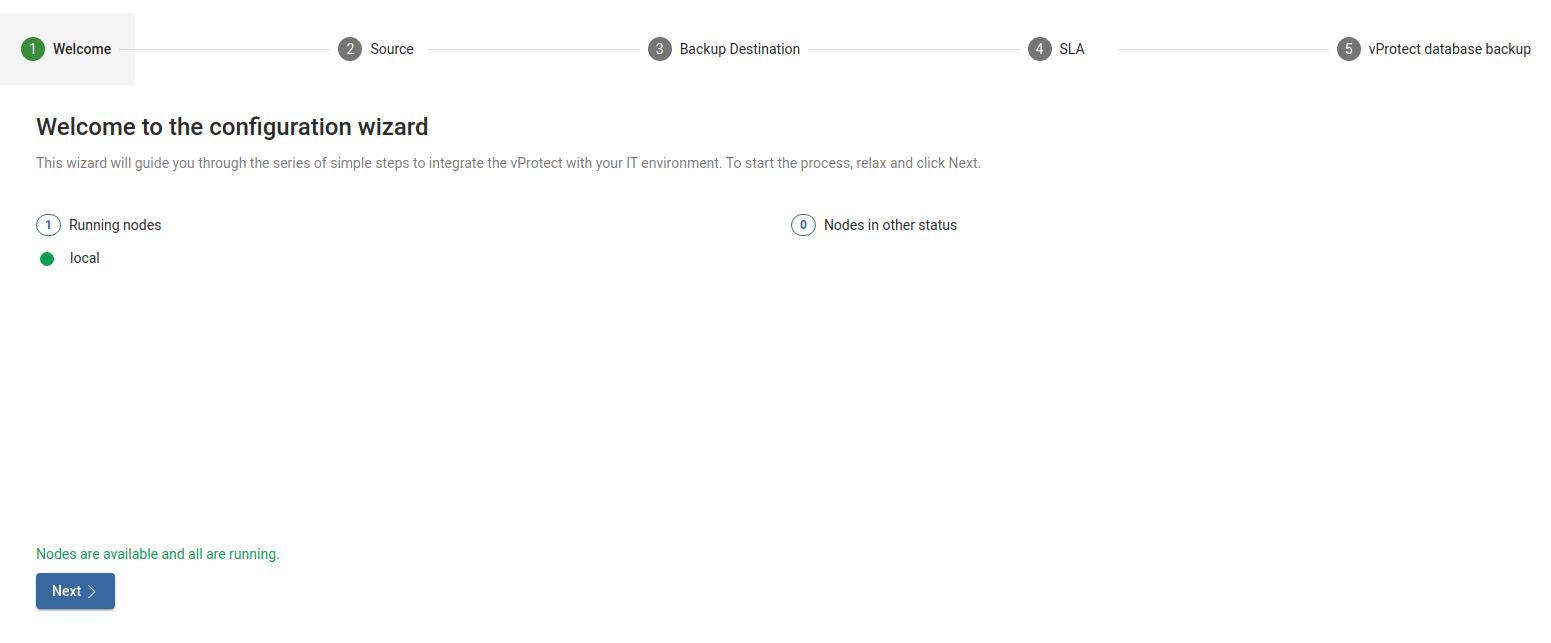 1 Welcome 2 Source 3 Backup Destination 4 SLA 5 vProtect database backup
Welcome to the configuration wizard
This wizard will guide you through the series of simple steps to integrate the vProtect with your IT environment. To start the process, relax and click Next.
1 Running nodes 0 Nodes in other status
local
Nodes are available and all are running.
Next